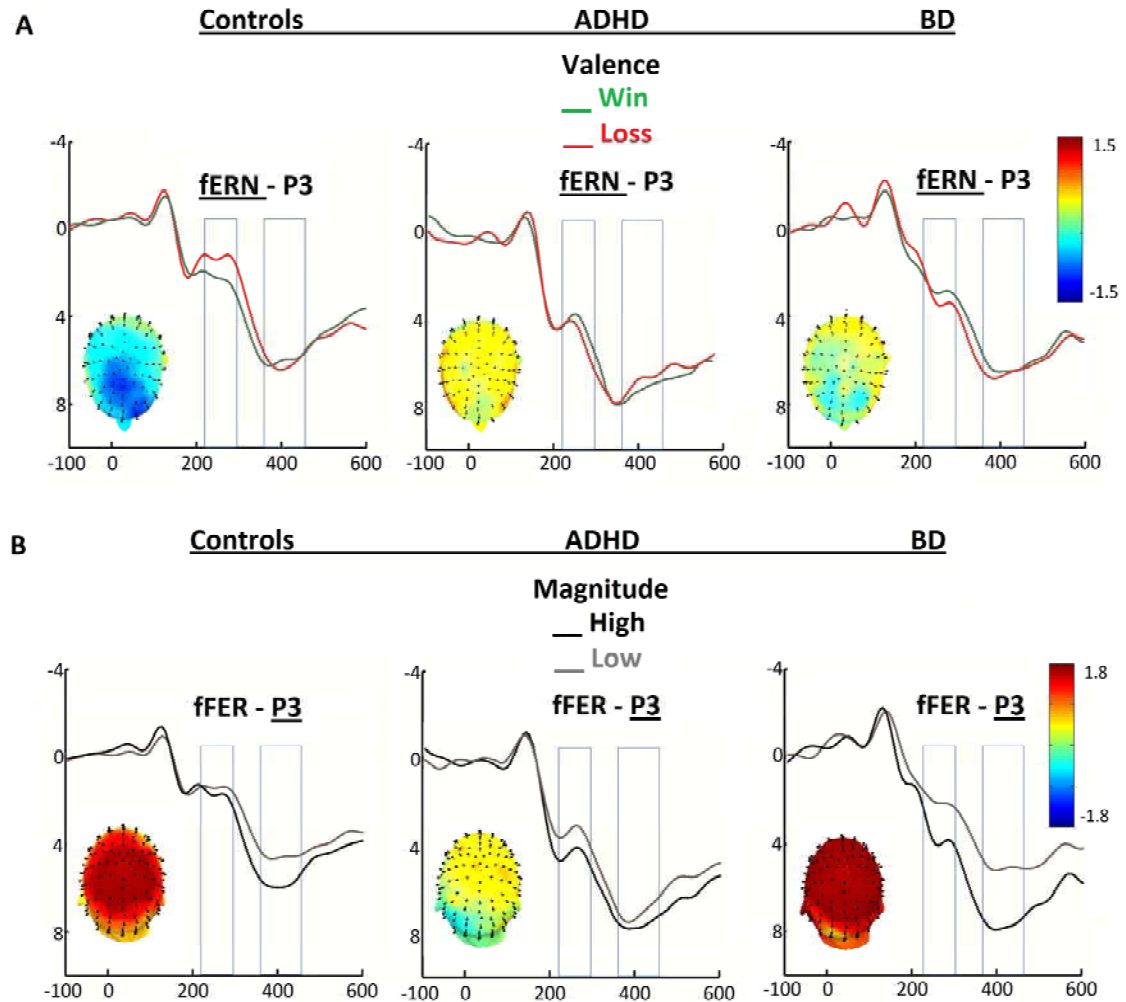 A
Controls ADHD BD
Valence
Win
Loss
fERN - P3
-4
0
4
8
-100 0 200 400 600
fERN - P3
-4
0
4
8
-100 0 200 400 600
fERN - P3
-4
0
4
8
-100 0 200 400 600
1.5
-1.5
B
Controls ADHD BD
Magnitude
High
Low
fFER - P3
-4
0
4
8
-100 0 200 400 600
fFER - P3
-4
0
4
8
-100 0 200 400 600
fFER - P3
-4
0
4
8
-100 0 200 400 600
1.8
-1.8